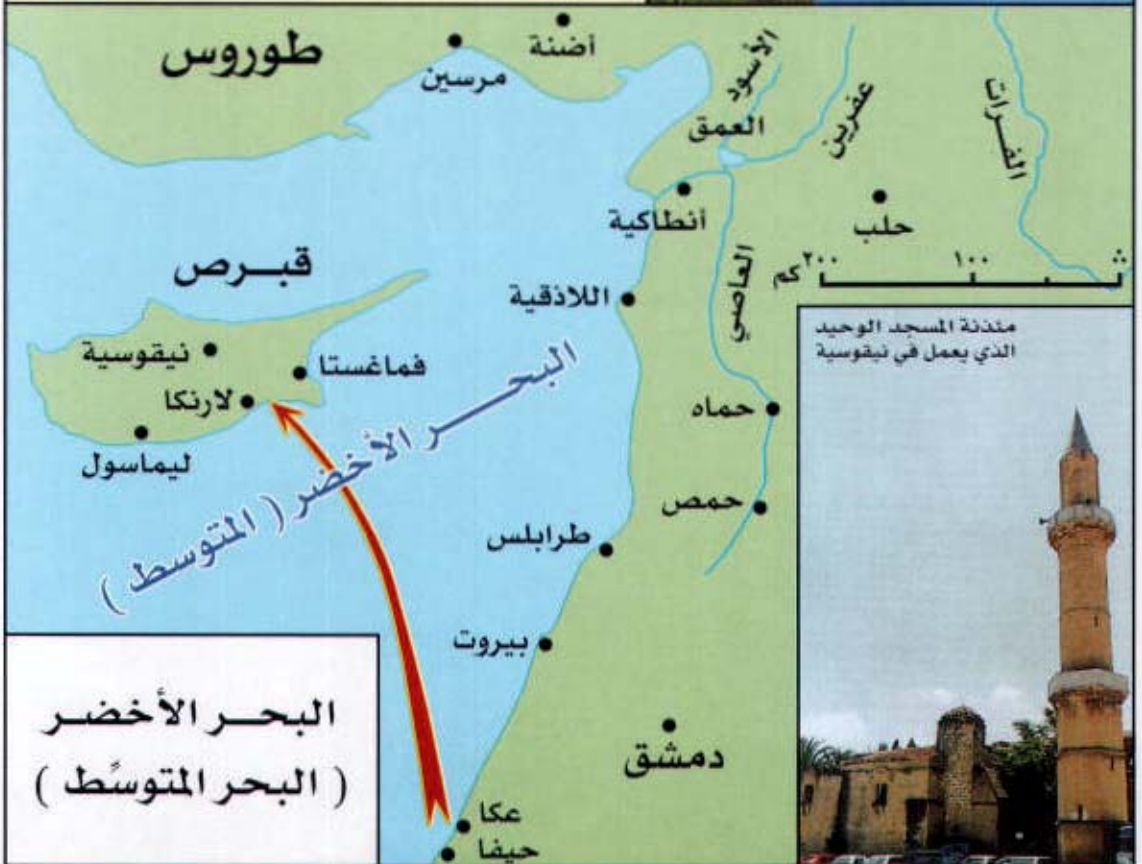 طوروس
أضنة
مرسين
الأسود
العمق
عفرين
الفرات
أنطاكية
حلب
العاصي
٢٠٠ كم
١٠٠
قبرص
اللاذقية
نيقوسية
فماغستا
لارنكا
ليماسول
البحر الأخضر ( المتوسط )
حماه
حمص
طرابلس
بيروت
دمشق
عكا
حيفا
مئذنة المسجد الوحيد
الذي يعمل في نيقوسية
البحر الأخضر
( البحر المتوسِّط )